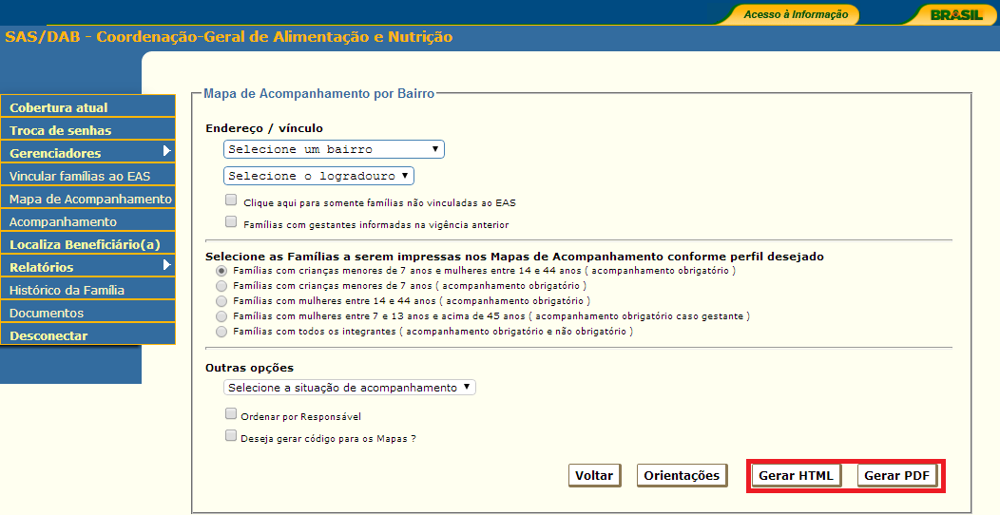 Acesso à Informação
BRASIL
SAS/DAB - Coordenação-Geral de Alimentação e Nutrição
Cobertura atual
Troca de senhas
Gerenciadores
Vincular famílias ao EAS
Mapa de Acompanhamento
Acompanhamento
Localiza Beneficiário(a)
Relatórios
Histórico da Família
Documentos
Desconectar
Mapa de Acompanhamento por Bairro
Endereço / vínculo
Selecione um bairro
Selecione o logradouro
Clique aqui para somente famílias não vinculadas ao EAS
Famílias com gestantes informadas na vigência anterior
Selecione as Famílias a serem impressas nos Mapas de Acompanhamento conforme perfil desejado
Famílias com crianças menores de 7 anos e mulheres entre 14 e 44 anos ( acompanhamento obrigatório )
Famílias com crianças menores de 7 anos ( acompanhamento obrigatório )
Famílias com mulheres entre 14 e 44 anos ( acompanhamento obrigatório )
Famílias com mulheres entre 7 e 13 anos e acima de 45 anos ( acompanhamento obrigatório caso gestante )
Famílias com todos os integrantes ( acompanhamento obrigatório e não obrigatório )
Outras opções
Selecione a situação de acompanhamento
Ordenar por Responsável
Deseja gerar código para os Mapas ?
Voltar Orientações Gerar HTML Gerar PDF